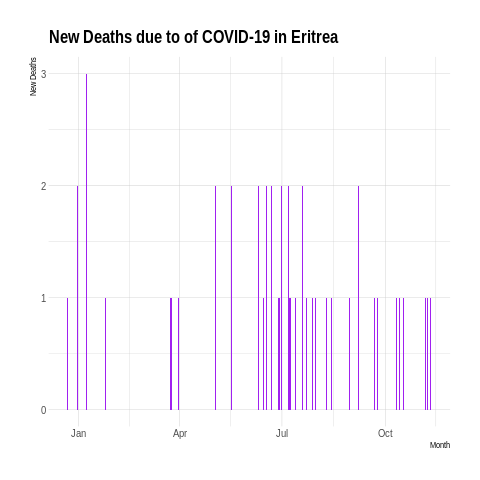 New Deaths due to of COVID-19 in Eritrea
New Deaths
3
2
1
0
Jan Apr Jul Oct
Month